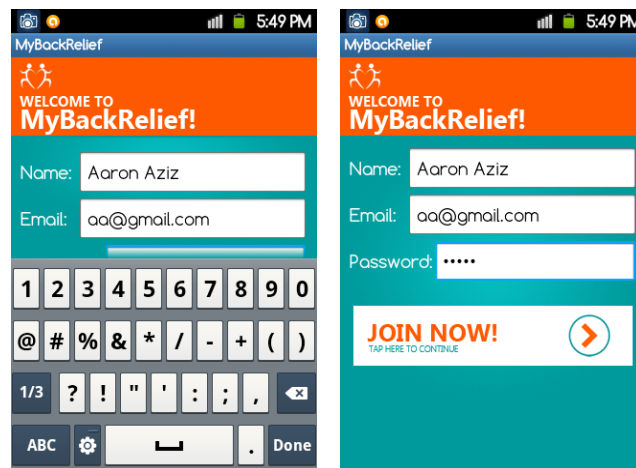 5:49 PM
MyBackRelief
WELCOME TO
MyBackRelief!
Name: Aaron Aziz
Email: aa@gmail.com
1 2 3 4 5 6 7 8 9 0
@ # % & * / - + ( )
1/3 ? ! " ' : ; ,
ABC . Done
5:49 PM
MyBackRelief
WELCOME TO
MyBackRelief!
Name: Aaron Aziz
Email: aa@gmail.com
Password: •••••
JOIN NOW!
TAP HERE TO CONTINUE